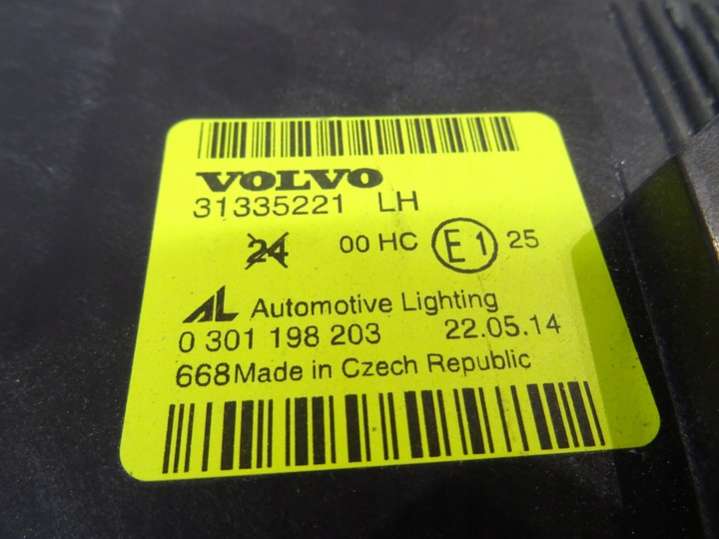 VOLVO
31335221 LH
24 00 HC E1 25
AL Automotive Lighting
0 301 198 203 22.05.14
668 Made in Czech Republic